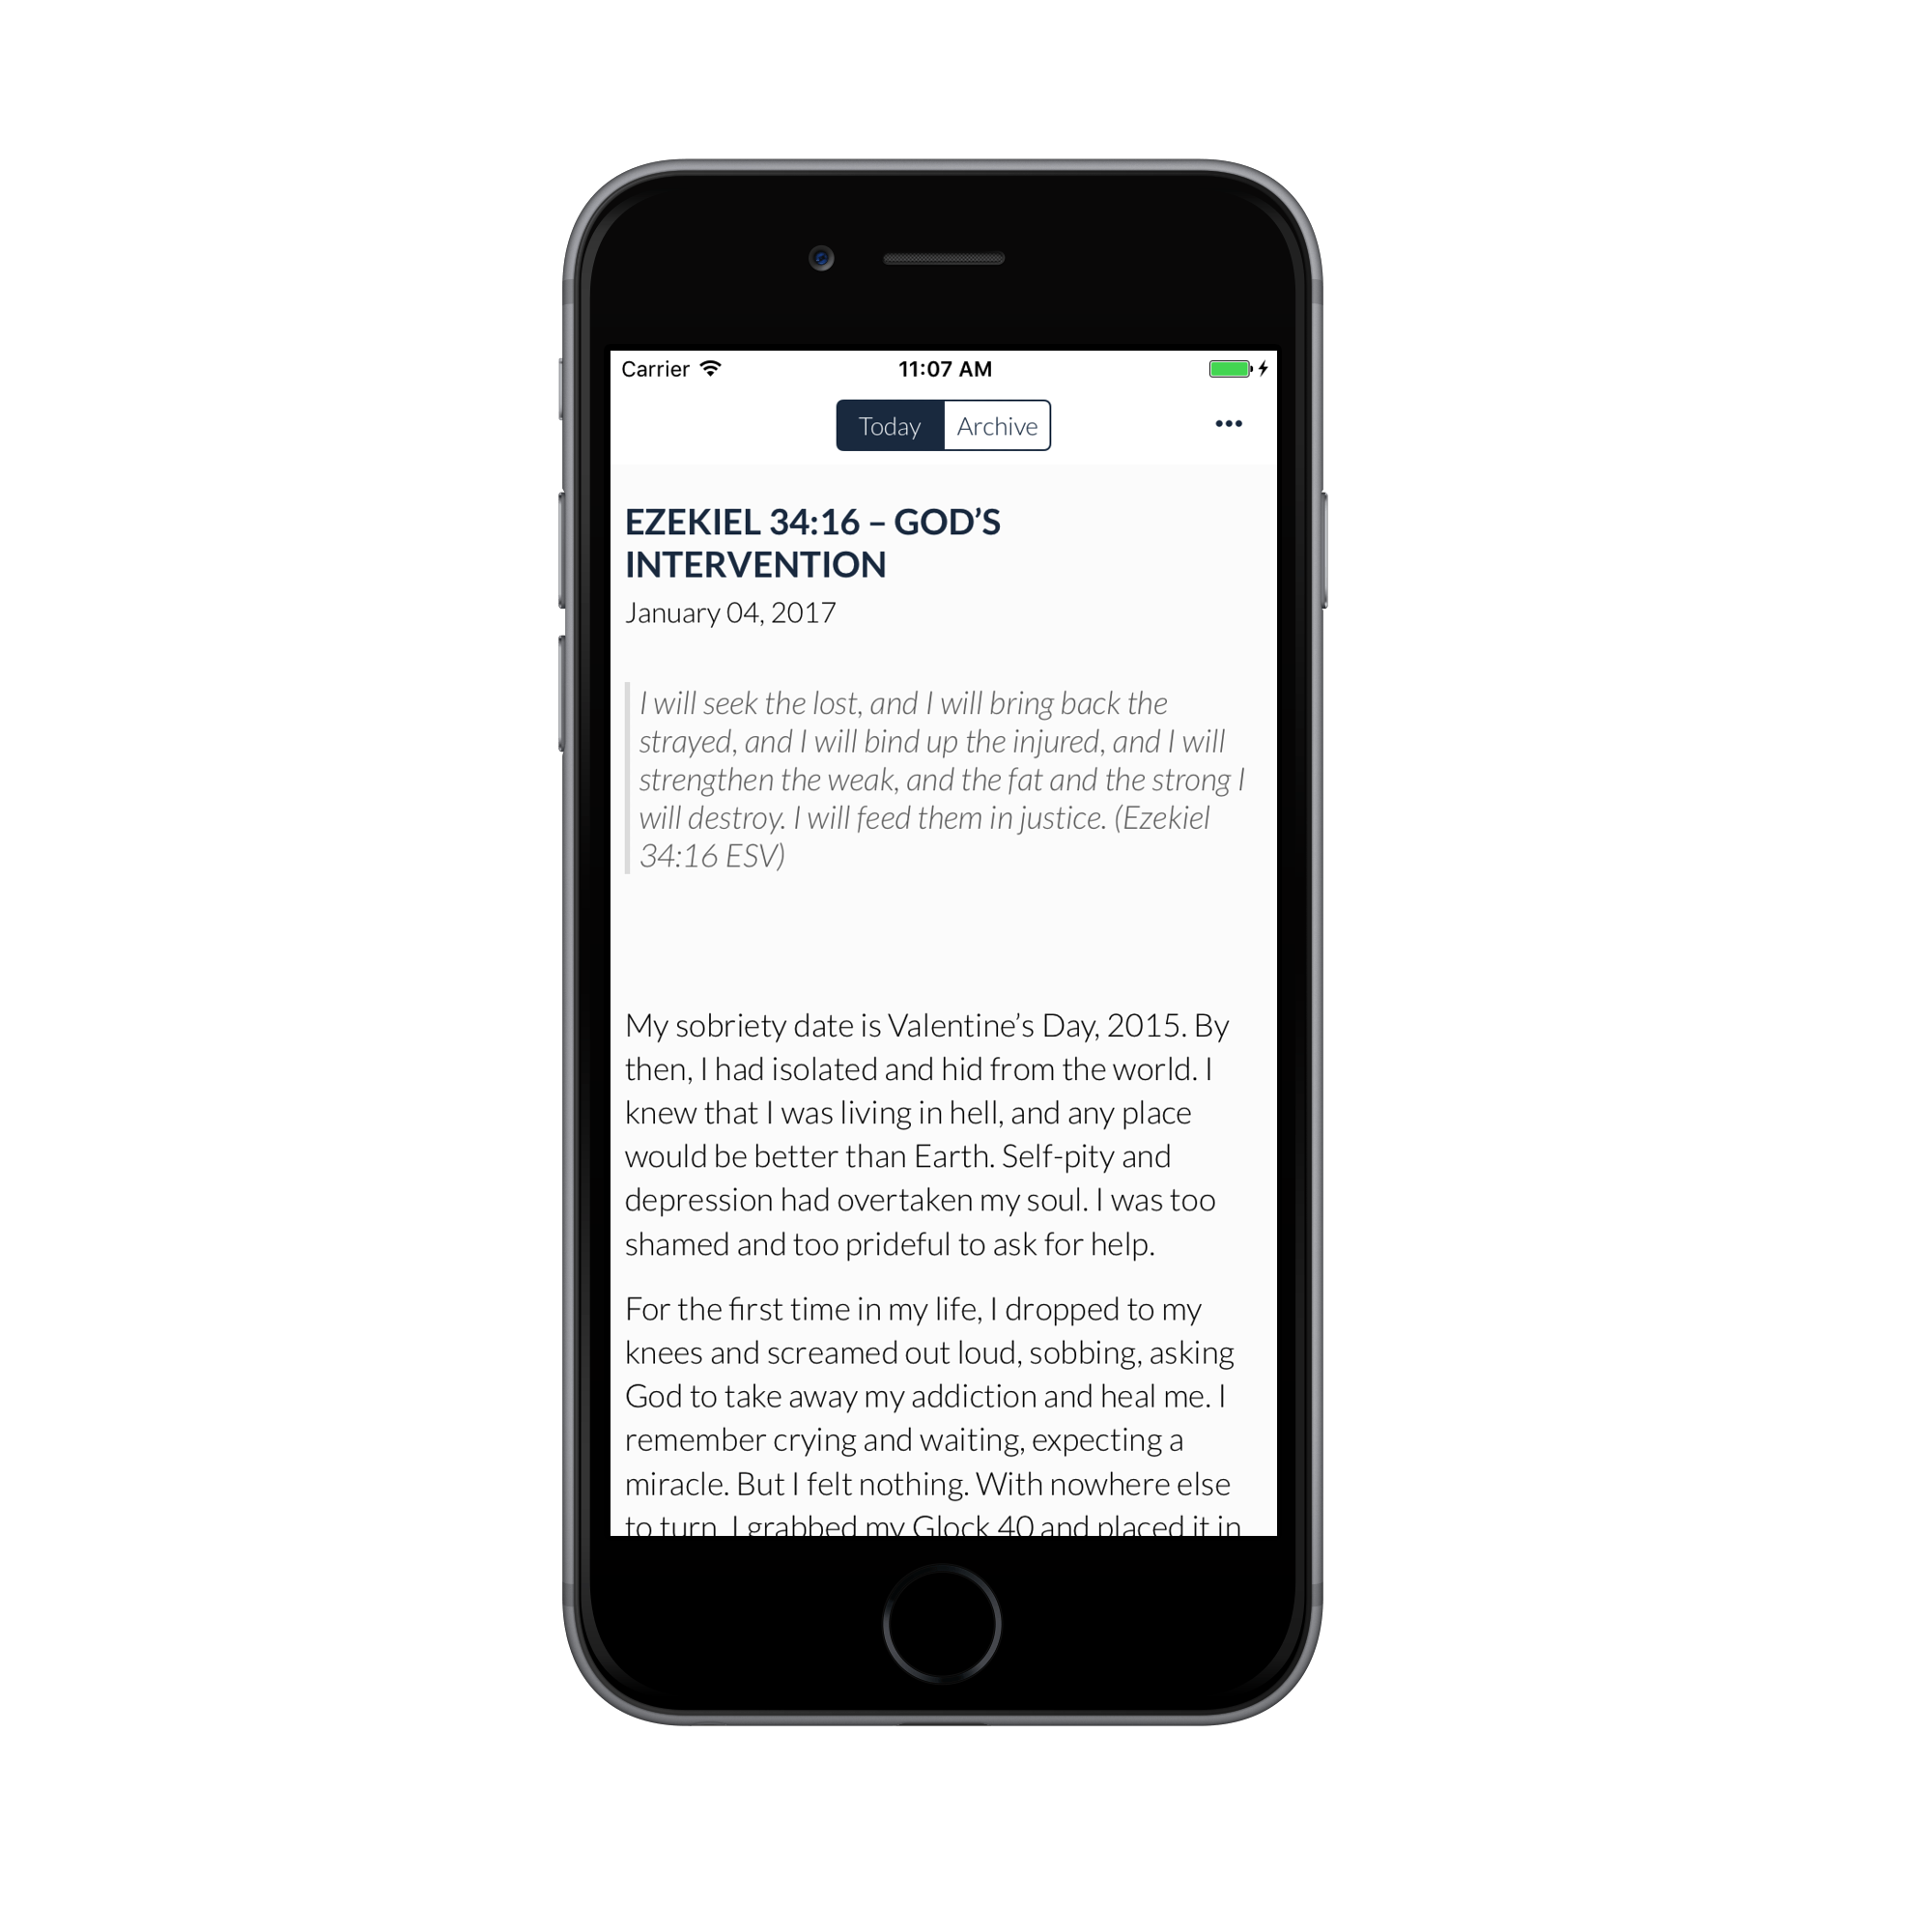 Carrier 11:07 AM
Today Archive •••
EZEKIEL 34:16 – GOD’S
INTERVENTION
January 04, 2017
I will seek the lost, and I will bring back the
strayed, and I will bind up the injured, and I will
strengthen the weak, and the fat and the strong I
will destroy. I will feed them in justice. (Ezekiel
34:16 ESV)
My sobriety date is Valentine’s Day, 2015. By
then, I had isolated and hid from the world. I
knew that I was living in hell, and any place
would be better than Earth. Self-pity and
depression had overtaken my soul. I was too
shamed and too prideful to ask for help.
For the first time in my life, I dropped to my
knees and screamed out loud, sobbing, asking
God to take away my addiction and heal me. I
remember crying and waiting, expecting a
miracle. But I felt nothing. With nowhere else
to turn, I grabbed my Glock 40 and placed it in